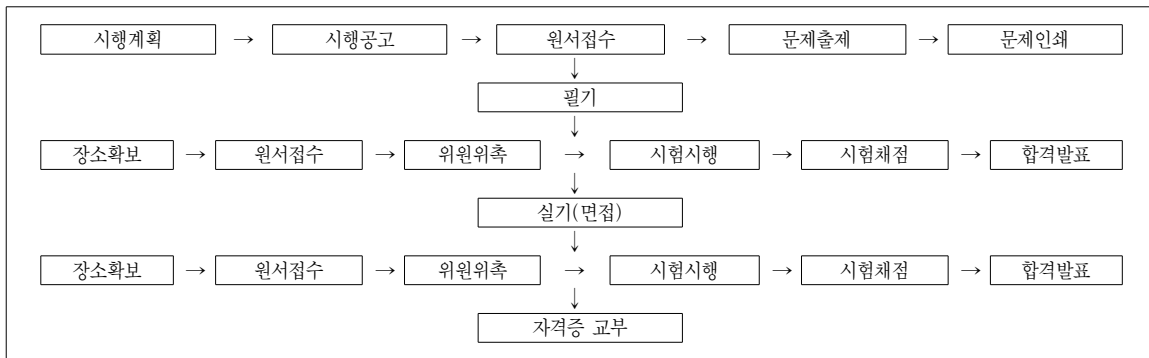 시행계획 → 시행공고 → 원서접수 → 문제출제 → 문제인쇄
↓
필기
↓
장소확보 → 원서접수 → 위원위촉 → 시험시행 → 시험채점 → 합격발표
↓
실기(면접)
↓
장소확보 → 원서접수 → 위원위촉 → 시험시행 → 시험채점 → 합격발표
↓
자격증 교부